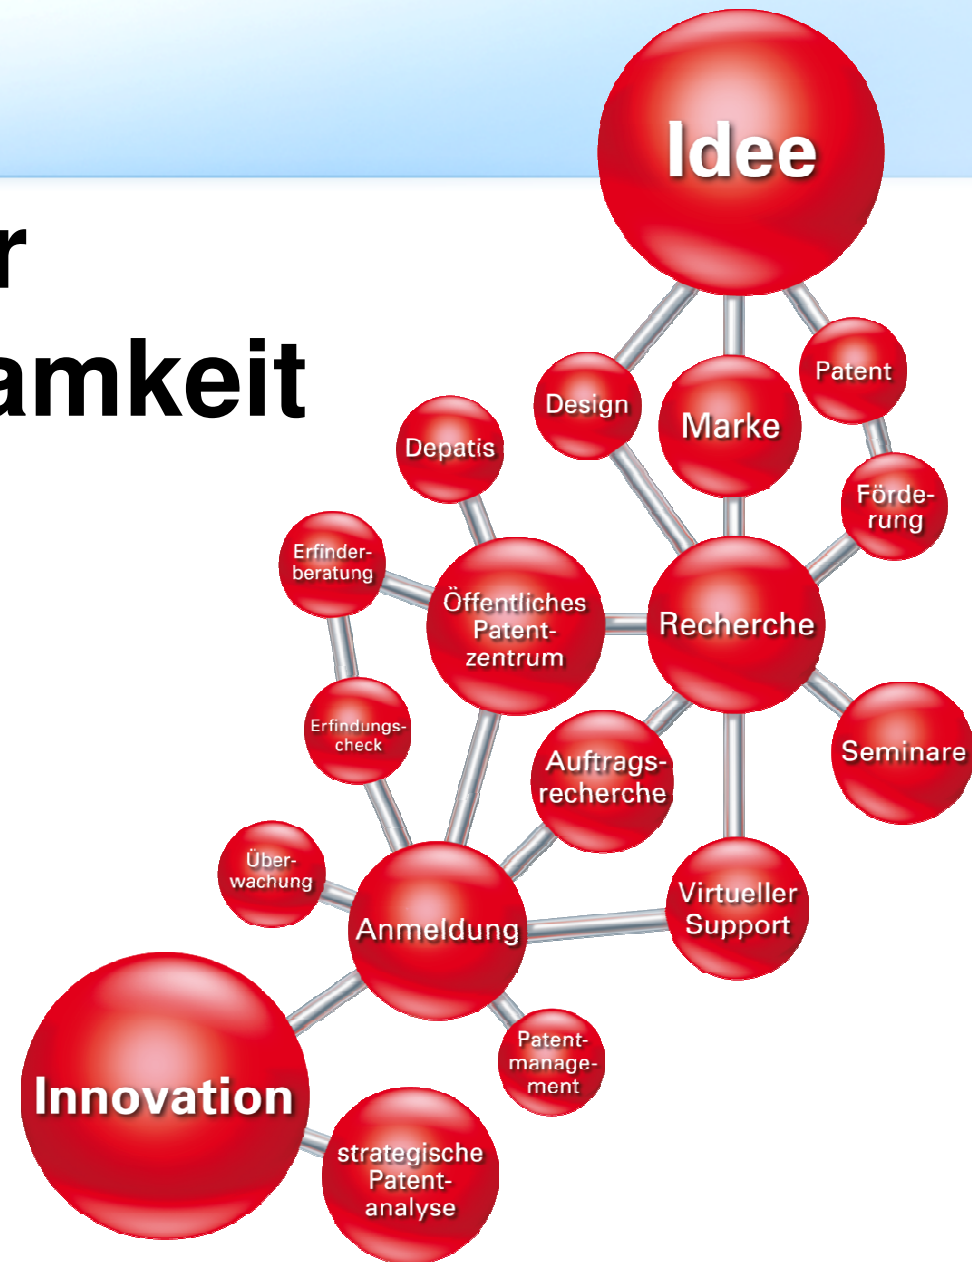 Idee
r
amkeit
Patent
Design
Marke
Depatis
Förde-
rung
Erfinder-
beratung
Öffentliches
Patent-
zentrum
Recherche
Erfindungs-
check
Auftrags-
recherche
Seminare
Über-
wachung
Anmeldung
Virtueller
Support
Patent-
manage-
ment
Innovation
strategische
Patent-
analyse